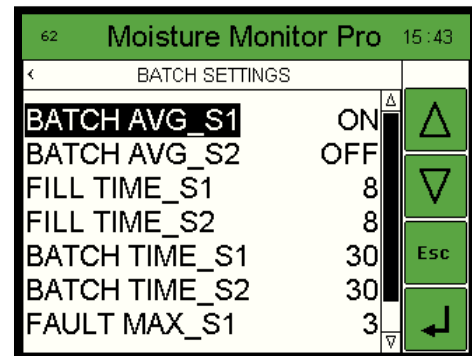 62 Moisture Monitor Pro 15:43
< BATCH SETTINGS
BATCH AVG_S1 ON
BATCH AVG_S2 OFF
FILL TIME_S1 8
FILL TIME_S2 8
BATCH TIME_S1 30
Esc
BATCH TIME_S2 30
FAULT MAX_S1 3